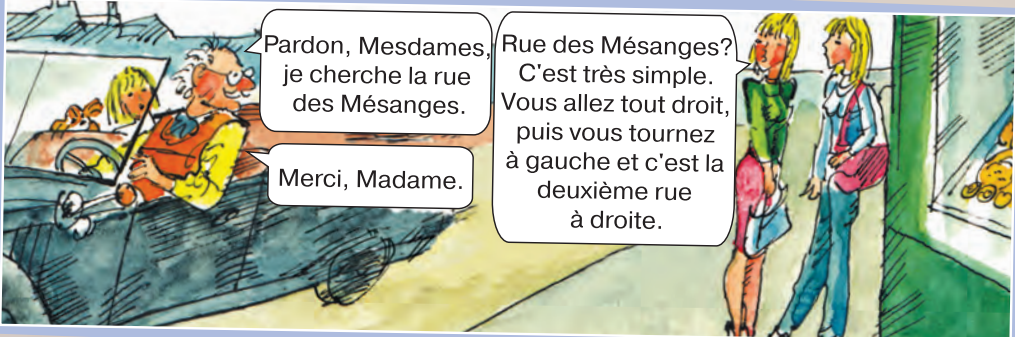 Pardon, Mesdames,
je cherche la rue
des Mésanges.
Rue des Mésanges?
C'est très simple.
Vous allez tout droit,
puis vous tournez
à gauche et c'est la
deuxième rue
à droite.
Merci, Madame.